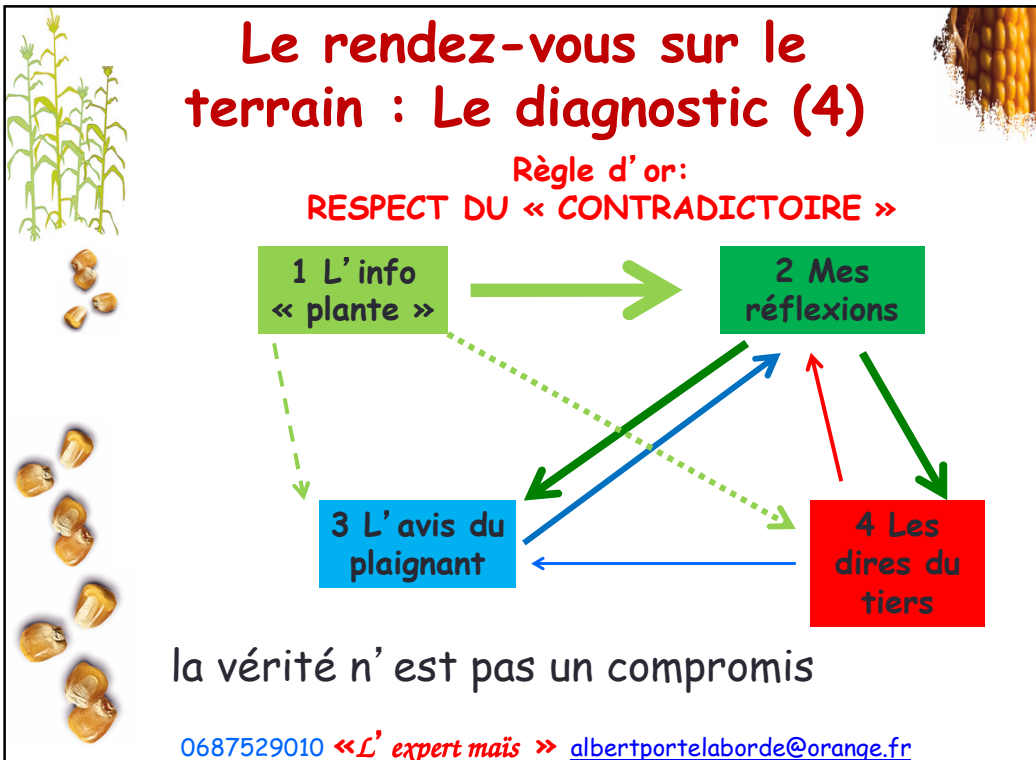 Le rendez-vous sur le
terrain : Le diagnostic (4)
Règle d’or:
RESPECT DU « CONTRADICTOIRE »
1 L’info
« plante »
2 Mes
réflexions
3 L’avis du
plaignant
4 Les
dires du
tiers
la vérité n’est pas un compromis
0687529010 «L’ expert maïs » albertportelaborde@orange.fr